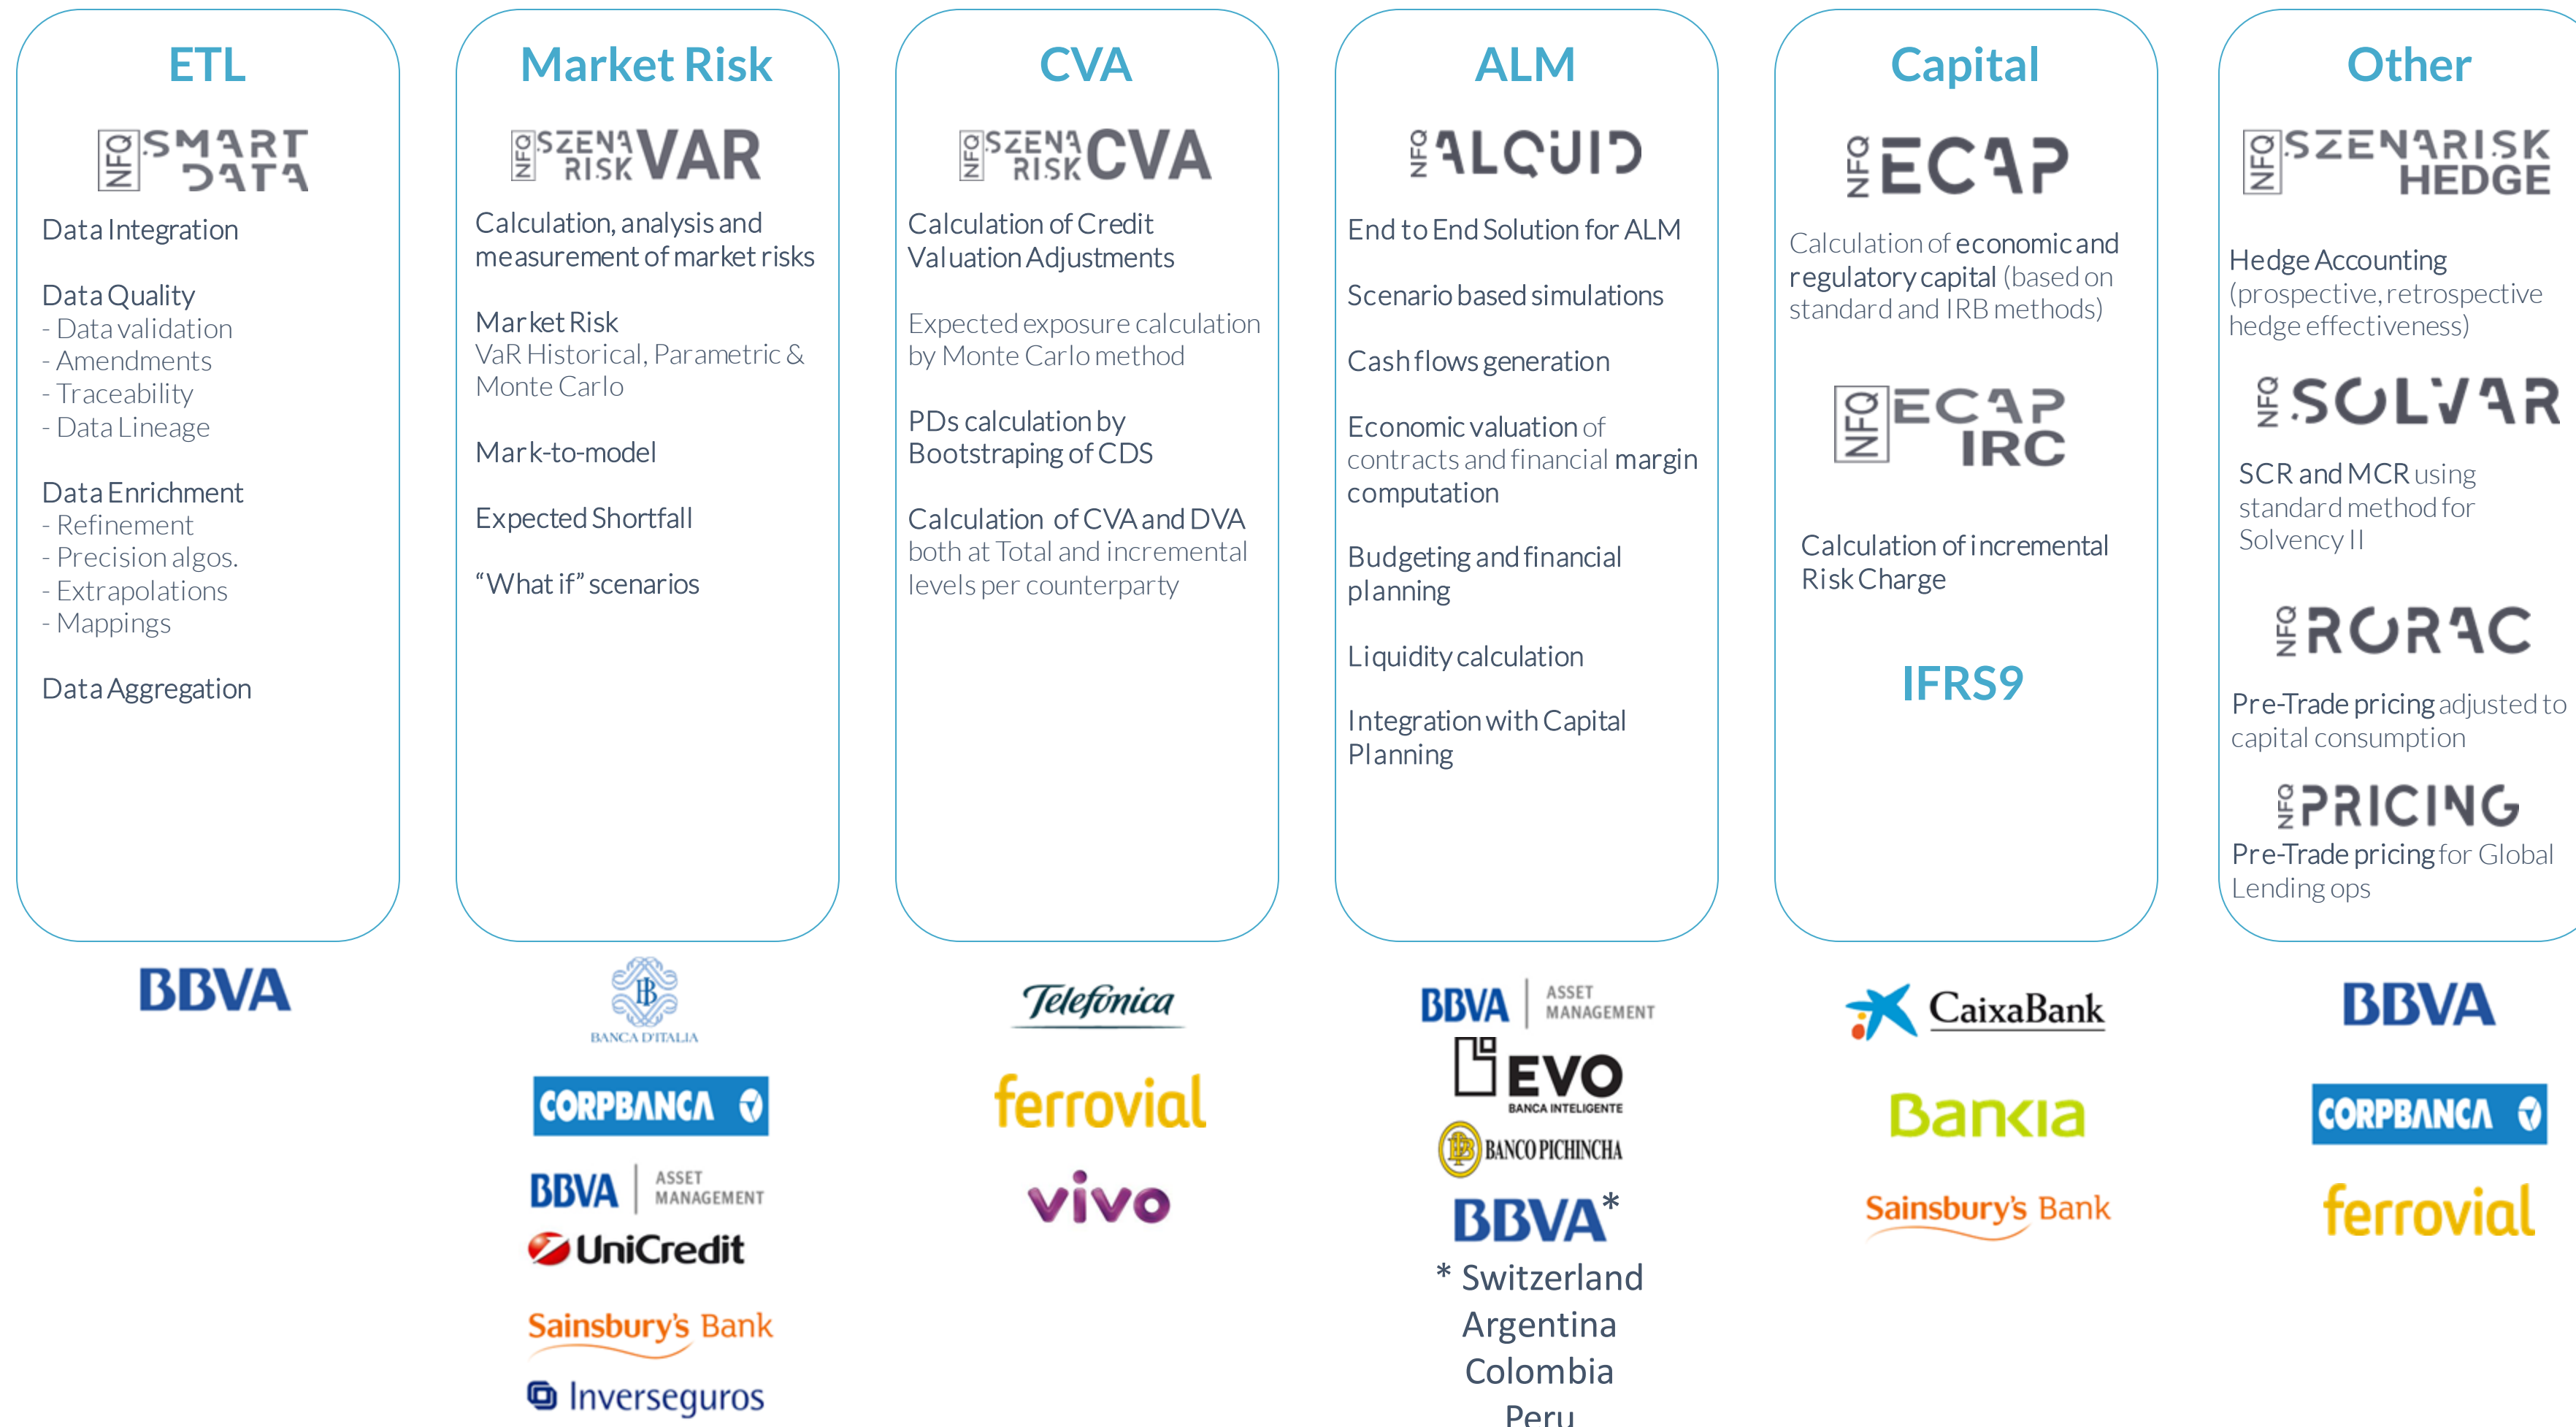 ETL
NFQ SMART
DATA
Data Integration
Data Quality
- Data validation
- Amendments
- Traceability
- Data Lineage
Data Enrichment
- Refinement
- Precision algos.
- Extrapolations
- Mappings
Data Aggregation
BBVA
Market Risk
NFQ SZENA
RISK VAR
Calculation, analysis and
measurement of market risks
Market Risk
VaR Historical, Parametric &
Monte Carlo
Mark-to-model
Expected Shortfall
“What if” scenarios
BANCA D'ITALIA
CORPBANCA
BBVA ASSET
MANAGEMENT
UniCredit
Sainsbury's Bank
Inverseguros
CVA
NFQ SZENA
RISK CVA
Calculation of Credit
Valuation Adjustments
Expected exposure calculation
by Monte Carlo method
PDs calculation by
Bootstraping of CDS
Calculation of CVA and DVA
both at Total and incremental
levels per counterparty
Telefónica
ferrovial
vivo
ALM
NFQ ALQUID
End to End Solution for ALM
Scenario based simulations
Cash flows generation
Economic valuation of
contracts and financial margin
computation
Budgeting and financial
planning
Liquidity calculation
Integration with Capital
Planning
BBVA ASSET
MANAGEMENT
EVO
BANCA INTELIGENTE
BANCO PICHINCHA
BBVA*
* Switzerland
Argentina
Colombia
Peru
Capital
NFQ ECAP
Calculation of economic and
regulatory capital (based on
standard and IRB methods)
NFQ ECAP
IRC
Calculation of incremental
Risk Charge
IFRS9
CaixaBank
Bankia
Sainsbury's Bank
Other
NFQ SZENARISK
HEDGE
Hedge Accounting
(prospective, retrospective
hedge effectiveness)
NFQ SOLVAR
SCR and MCR using
standard method for
Solvency II
NFQ RORAC
Pre-Trade pricing adjusted to
capital consumption
NFQ PRICING
Pre-Trade pricing for Global
Lending ops
BBVA
CORPBANCA
ferrovial